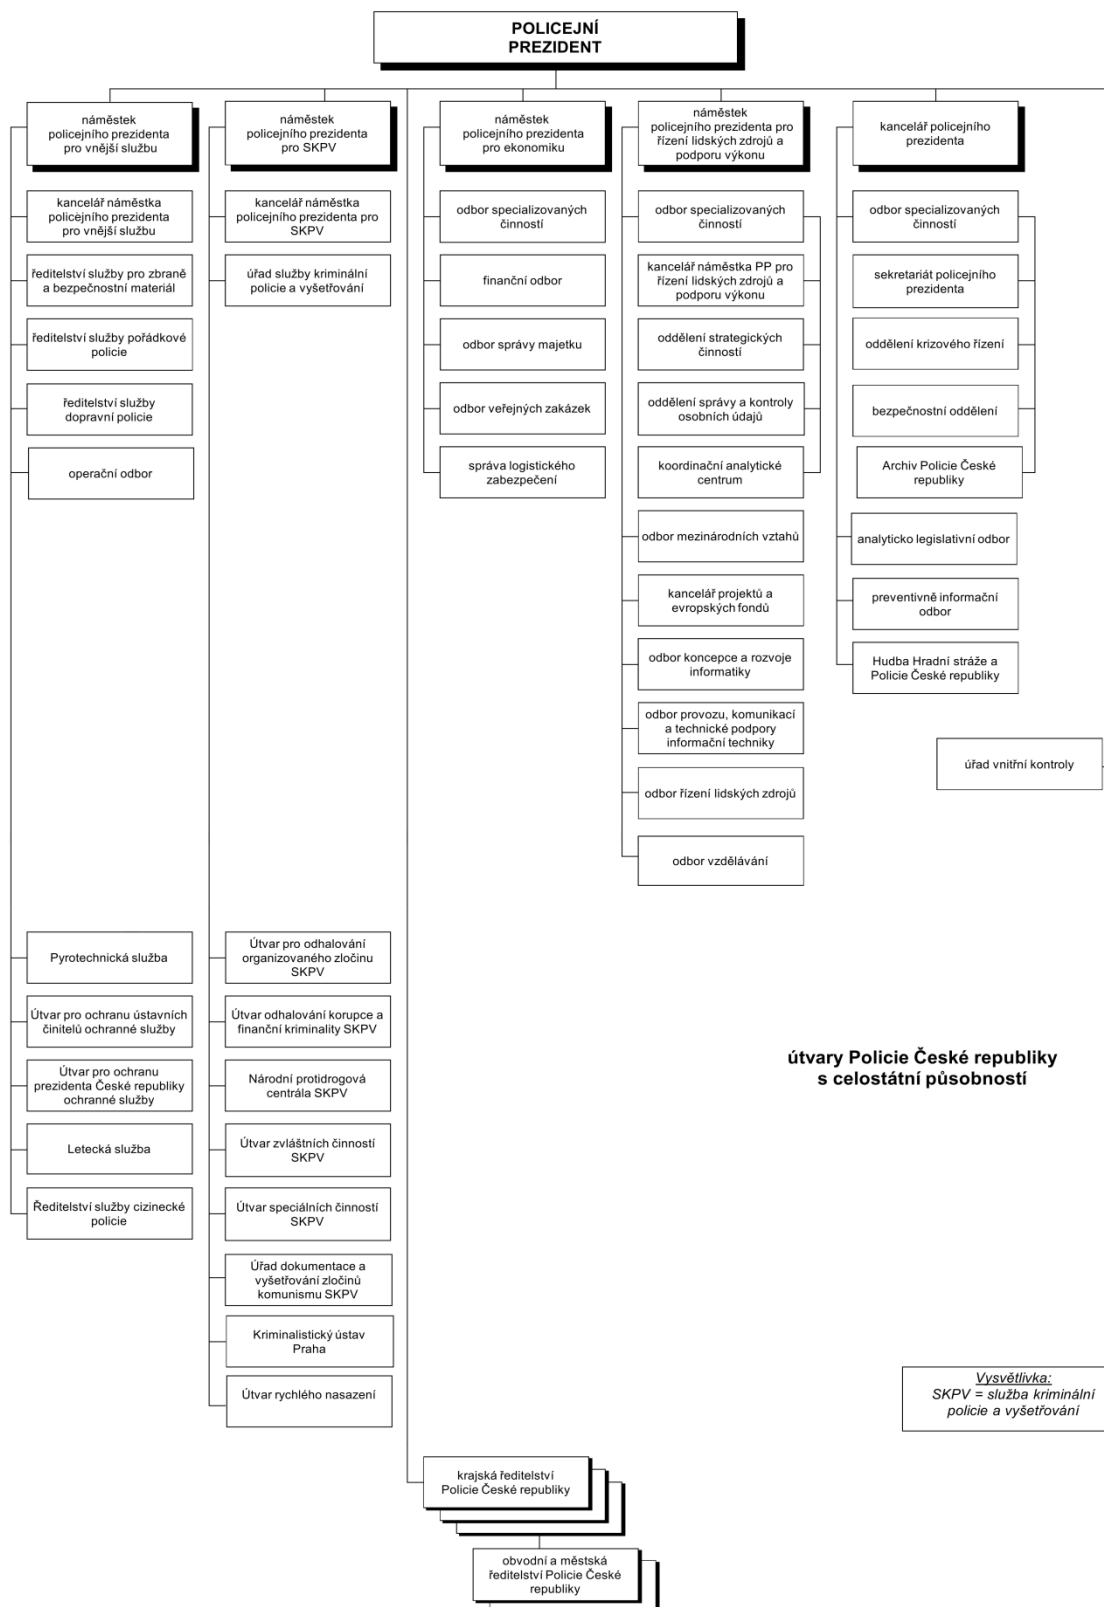 POLICEJNÍ
PREZIDENT
náměstek
policejního prezidenta
pro vnější službu
kancelář náměstka
policejního prezidenta
pro vnější službu
ředitelství služby pro zbraně
a bezpečnostní materiál
ředitelství služby pořádkové
policie
ředitelství služby
dopravní policie
operační odbor
Pyrotechnická služba
Útvar pro ochranu ústavních
činitelů ochranné služby
Útvar pro ochranu
prezidenta České republiky
ochranné služby
Letecká služba
Ředitelství služby cizinecké
policie
náměstek
policejního prezidenta
pro SKPV
kancelář náměstka
policejního prezidenta pro
SKPV
úřad služby kriminální
policie a vyšetřování
Útvar pro odhalování
organizovaného zločinu
SKPV
Útvar odhalování korupce a
finanční kriminality SKPV
Národní protidrogová
centrála SKPV
Útvar zvláštních činností
SKPV
Útvar speciálních činností
SKPV
Úřad dokumentace a
vyšetřování zločinů
komunismu SKPV
Kriminalistický ústav
Praha
Útvar rychlého nasazení
krajská ředitelství
Policie České republiky
obvodní a městská
ředitelství Policie České
republiky
náměstek
policejního prezidenta
pro ekonomiku
odbor specializovaných
činností
finanční odbor
odbor správy majetku
odbor veřejných zakázek
správa logistického
zabezpečení
náměstek
policejního prezidenta pro
řízení lidských zdrojů a
podporu výkonu
odbor specializovaných
činností
kancelář náměstka PP pro
řízení lidských zdrojů a
podporu výkonu
oddělení strategických
činností
oddělení správy a kontroly
osobních údajů
koordinační analytické
centrum
odbor mezinárodních vztahů
kancelář projektů a
evropských fondů
odbor koncepce a rozvoje
informatiky
odbor provozu, komunikací
a technické podpory
informační techniky
odbor řízení lidských zdrojů
odbor vzdělávání
kancelář policejního
prezidenta
odbor specializovaných
činností
sekretariát policejního
prezidenta
oddělení krizového řízení
bezpečnostní oddělení
Archiv Policie České
republiky
analyticko legislativní odbor
preventivně informační
odbor
Hudba Hradní stráže a
Policie České republiky
úřad vnitřní kontroly
útvary Policie České republiky
s celostátní působností
Vysvětlivka:
SKPV = služba kriminální
policie a vyšetřování